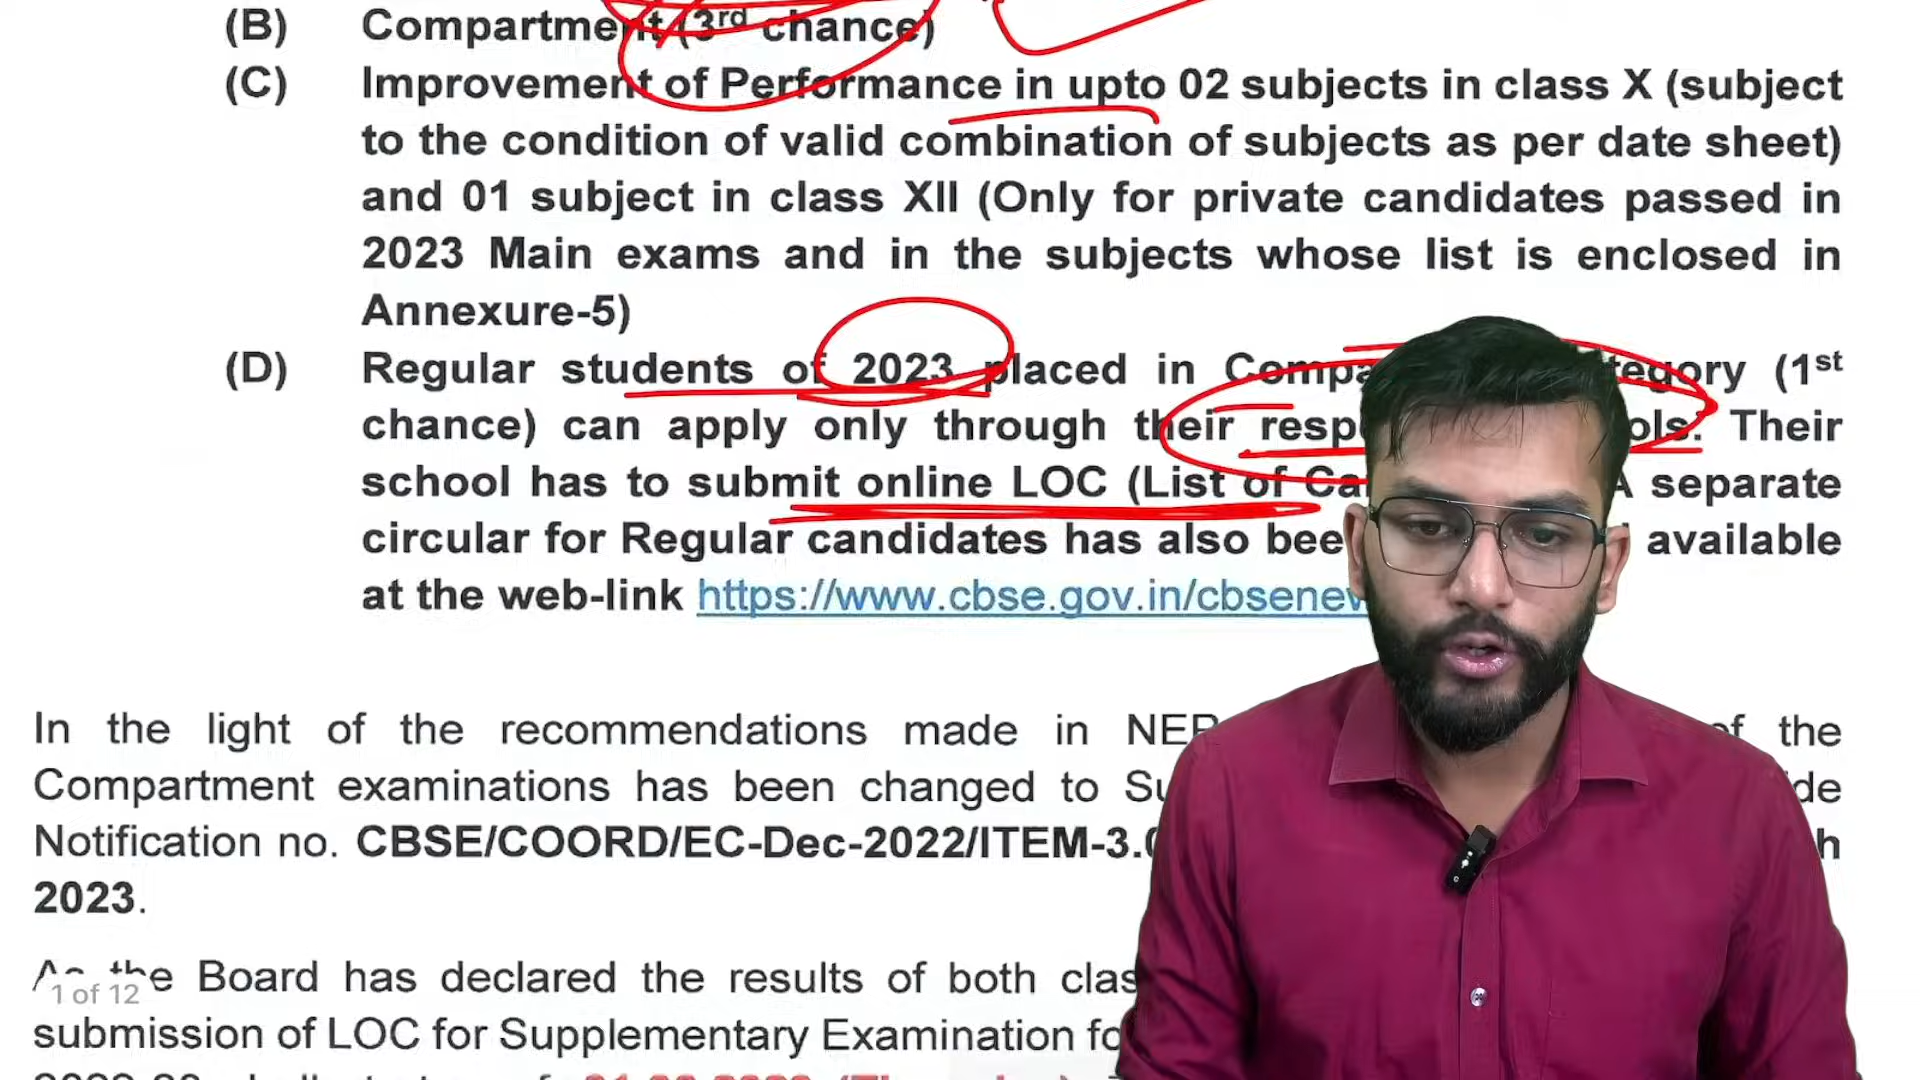 (B) Compartment (3rd chance)
(C) Improvement of Performance in upto 02 subjects in class X (subject
to the condition of valid combination of subjects as per date sheet)
and 01 subject in class XII (Only for private candidates passed in
2023 Main exams and in the subjects whose list is enclosed in
Annexure-5)
(D) Regular students of 2023 placed in Comp tegory (1st
chance) can apply only through their resp ols. Their
school has to submit online LOC (List of Ca A separate
circular for Regular candidates has also bee available
at the web-link https://www.cbse.gov.in/cbsenew
In the light of the recommendations made in NEP of the
Compartment examinations has been changed to Su de
Notification no. CBSE/COORD/EC-Dec-2022/ITEM-3. h
2023.
As the Board has declared the results of both clas
1 of 12
submission of LOC for Supplementary Examination fo